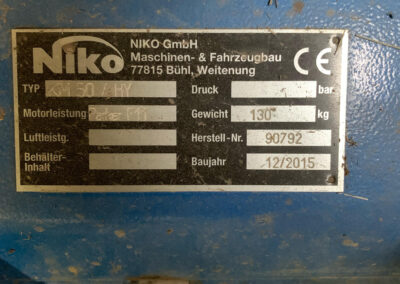 Niko
NIKO GmbH
Maschinen- & Fahrzeugbau
77815 Bühl, Weitenung
CE
TYP Druck bar
Motorleistung Gewicht 130 kg
Luftleistg. Herstell-Nr. 90792
Behälter-
Inhalt Baujahr 12/2015